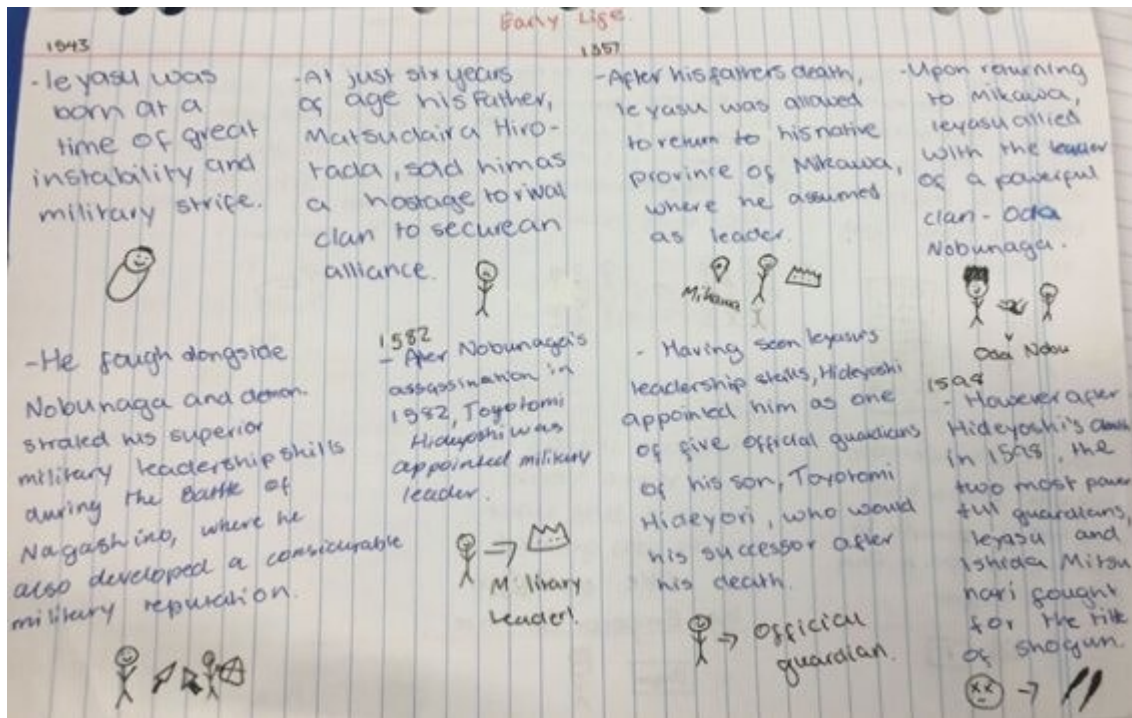 Early Life
1543
1557
-Ieyasu was
born at a
time of great
instability and
military strife.
-At just six years
of age his father,
Matsudaira Hiro-
tada, sold him as
a hostage to rival
clan to secure an
alliance.
-After his fathers death,
Ieyasu was allowed
to return to his native
province of Mikawa,
where he assumed
as leader.
Mikawa
-Upon returning
to Mikawa,
Ieyasu allied
with the leader
of a powerful
clan - Oda
Nobunaga.
Oda Nobu
-He fough alongside
Nobunaga and demon-
strated his superior
military leadership skills
during the Battle of
Nagashino, where he
also developed a considurable
military reputation.
1582
- After Nobunaga's
assassination in
1982, Toyotomi
Hideyoshi was
appointed military
leader.
Military
Leader!
- Having seen Ieyasu's
leadership skills, Hideyoshi
appointed him as one
of five official guardians
of his son, Toyotomi
Hideyori, who would
his successor after
his death.
Official
guardian.
1598
- However after
Hideyoshi's death
in 1598, the
two most power
ful guardians,
Ieyasu and
Ishida Mitsu
nari fought
for the title
of shogun.